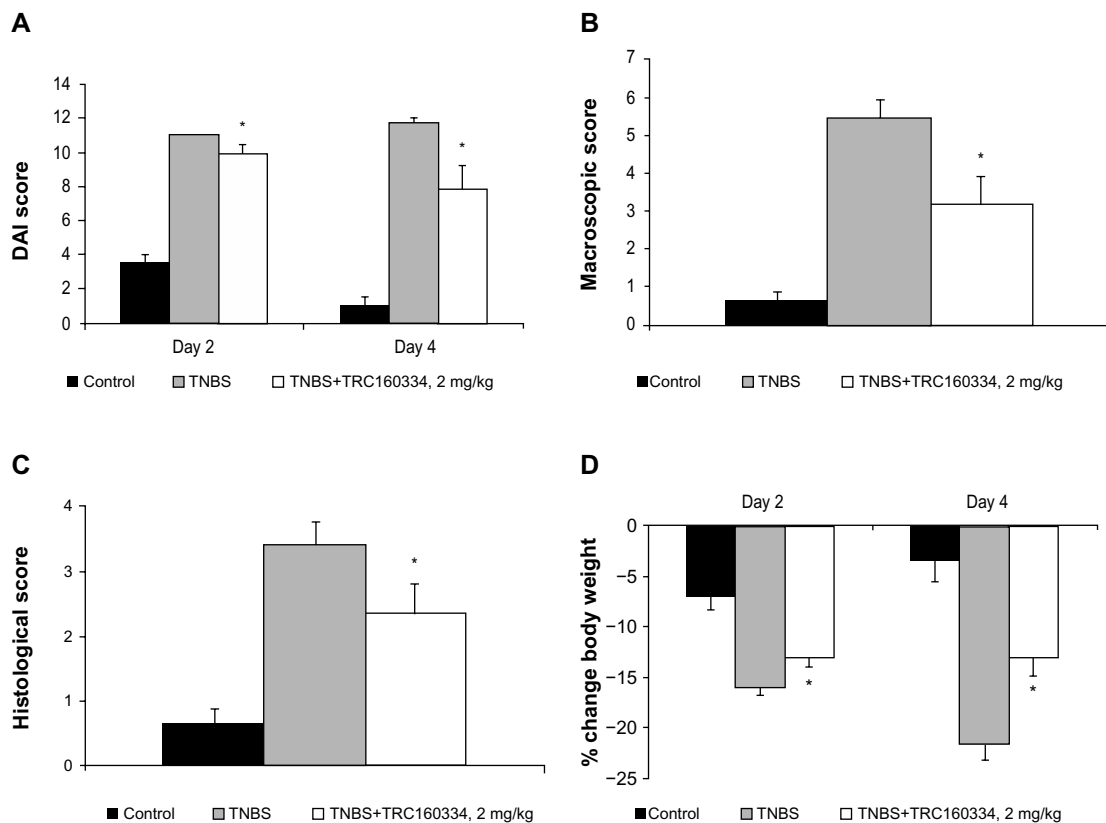 A
DAI score
14
12
10
8
6
4
2
0
*
*
Day 2
Day 4
Control
TNBS
TNBS+TRC160334, 2 mg/kg
B
Macroscopic score
7
6
5
4
3
2
1
0
*
Control
TNBS
TNBS+TRC160334, 2 mg/kg
C
Histological score
4
3
2
1
0
*
Control
TNBS
TNBS+TRC160334, 2 mg/kg
D
% change body weight
Day 2
Day 4
0
−5
−10
−15
−20
−25
*
*
Control
TNBS
TNBS+TRC160334, 2 mg/kg